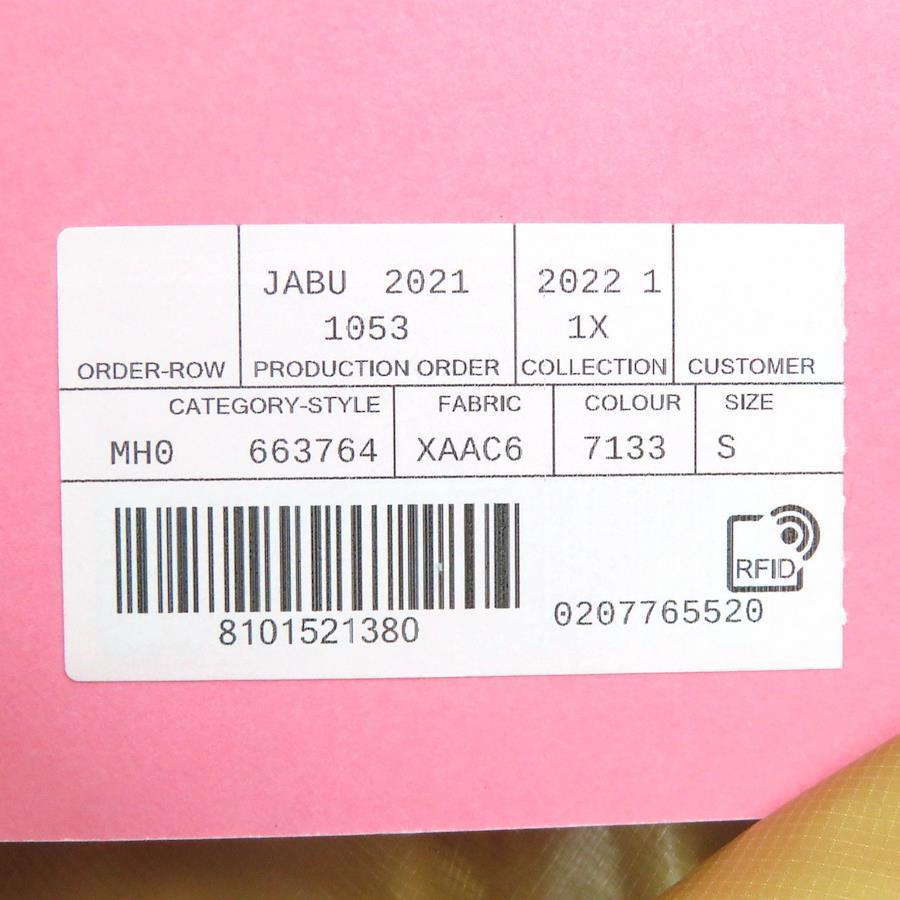 JABU 2021 2022 1
1053 1X
ORDER-ROW PRODUCTION ORDER COLLECTION CUSTOMER
CATEGORY-STYLE FABRIC COLOUR SIZE
MH0 663764 XAAC6 7133 S
RFID
8101521380 0207765520